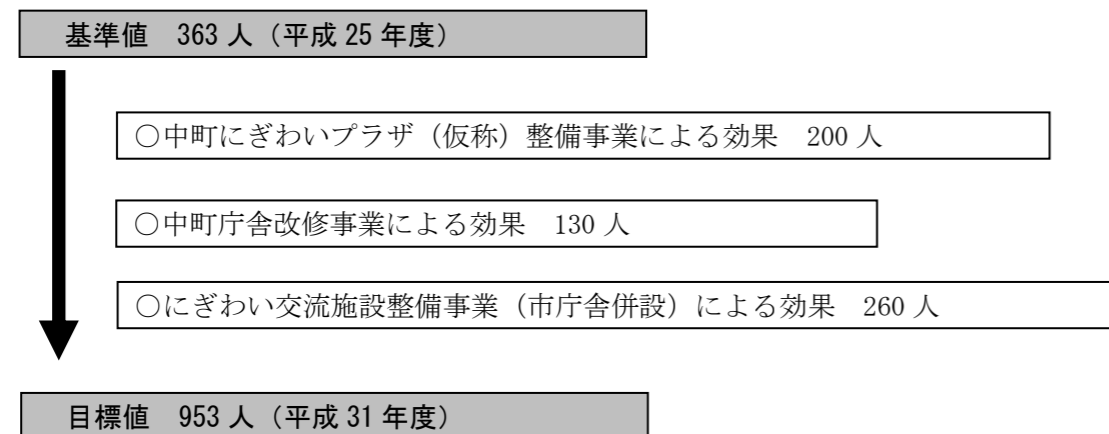 基準値　363 人（平成 25 年度）
○中町にぎわいプラザ（仮称）整備事業による効果　200 人
○中町庁舎改修事業による効果　130 人
○にぎわい交流施設整備事業（市庁舎併設）による効果　260 人
目標値　953 人（平成 31 年度）